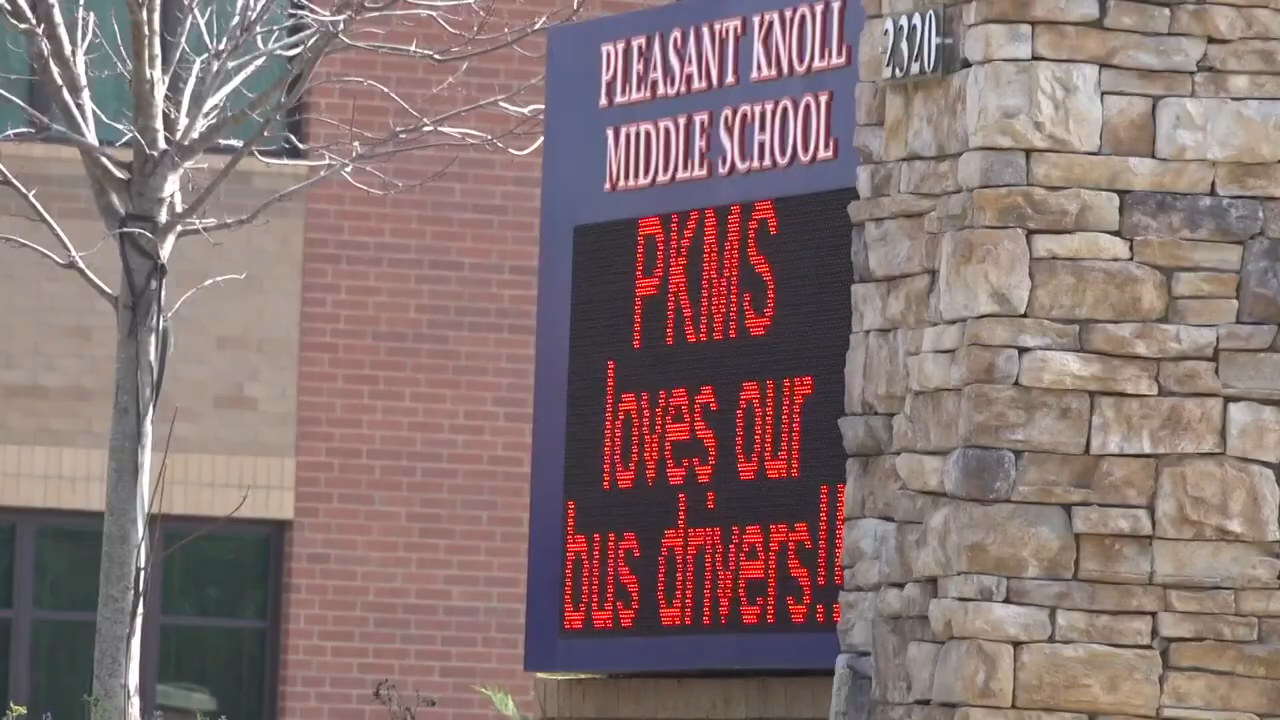 PLEASANT KNOLL
MIDDLE SCHOOL
2320
PKMS
loves our
bus drivers!!